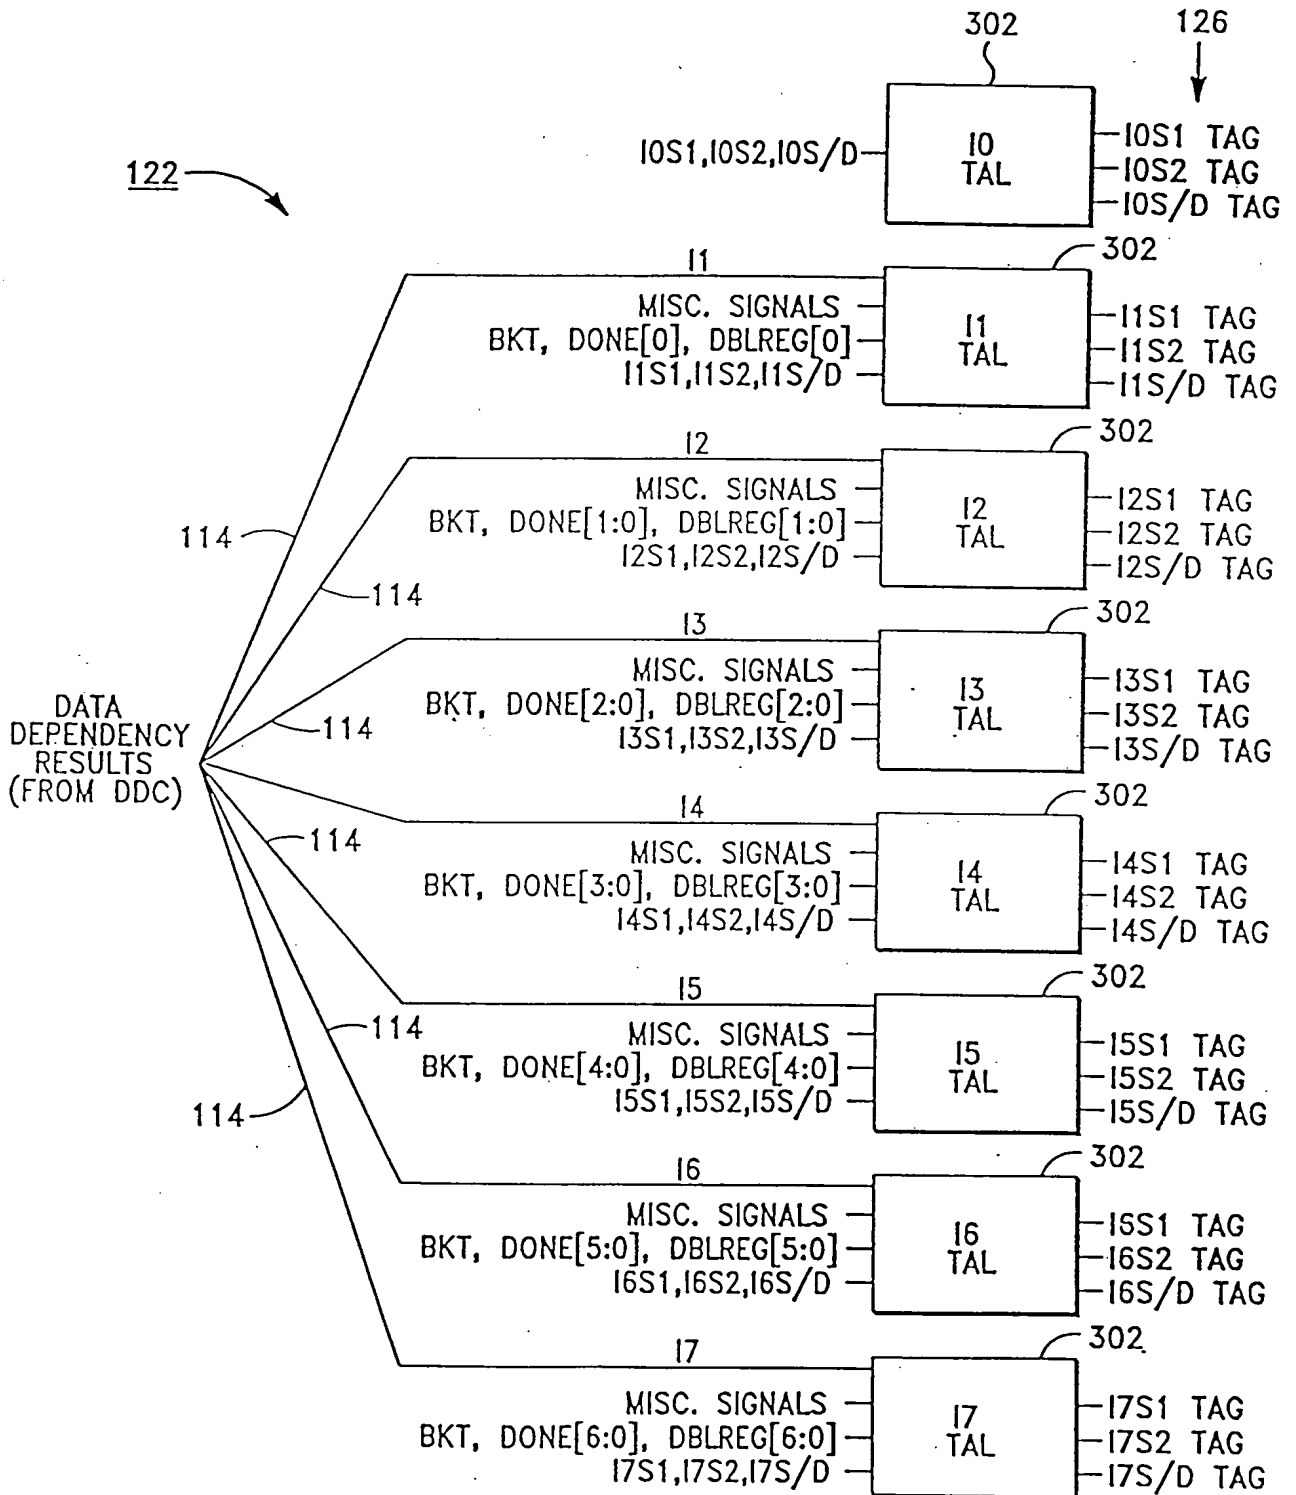 302
126
122
I0S1,I0S2,I0S/D
I0
TAL
I0S1 TAG
I0S2 TAG
I0S/D TAG
302
I1
MISC. SIGNALS
BKT, DONE[0], DBLREG[0]
I1S1,I1S2,I1S/D
I1
TAL
I1S1 TAG
I1S2 TAG
I1S/D TAG
302
I2
MISC. SIGNALS
BKT, DONE[1:0], DBLREG[1:0]
I2S1,I2S2,I2S/D
I2
TAL
I2S1 TAG
I2S2 TAG
I2S/D TAG
114
114
302
I3
MISC. SIGNALS
BKT, DONE[2:0], DBLREG[2:0]
I3S1,I3S2,I3S/D
I3
TAL
I3S1 TAG
I3S2 TAG
I3S/D TAG
DATA
DEPENDENCY
RESULTS
(FROM DDC)
114
302
I4
MISC. SIGNALS
BKT, DONE[3:0], DBLREG[3:0]
I4S1,I4S2,I4S/D
I4
TAL
I4S1 TAG
I4S2 TAG
I4S/D TAG
114
302
I5
MISC. SIGNALS
BKT, DONE[4:0], DBLREG[4:0]
I5S1,I5S2,I5S/D
I5
TAL
I5S1 TAG
I5S2 TAG
I5S/D TAG
114
114
302
I6
MISC. SIGNALS
BKT, DONE[5:0], DBLREG[5:0]
I6S1,I6S2,I6S/D
I6
TAL
I6S1 TAG
I6S2 TAG
I6S/D TAG
302
I7
MISC. SIGNALS
BKT, DONE[6:0], DBLREG[6:0]
I7S1,I7S2,I7S/D
I7
TAL
I7S1 TAG
I7S2 TAG
I7S/D TAG